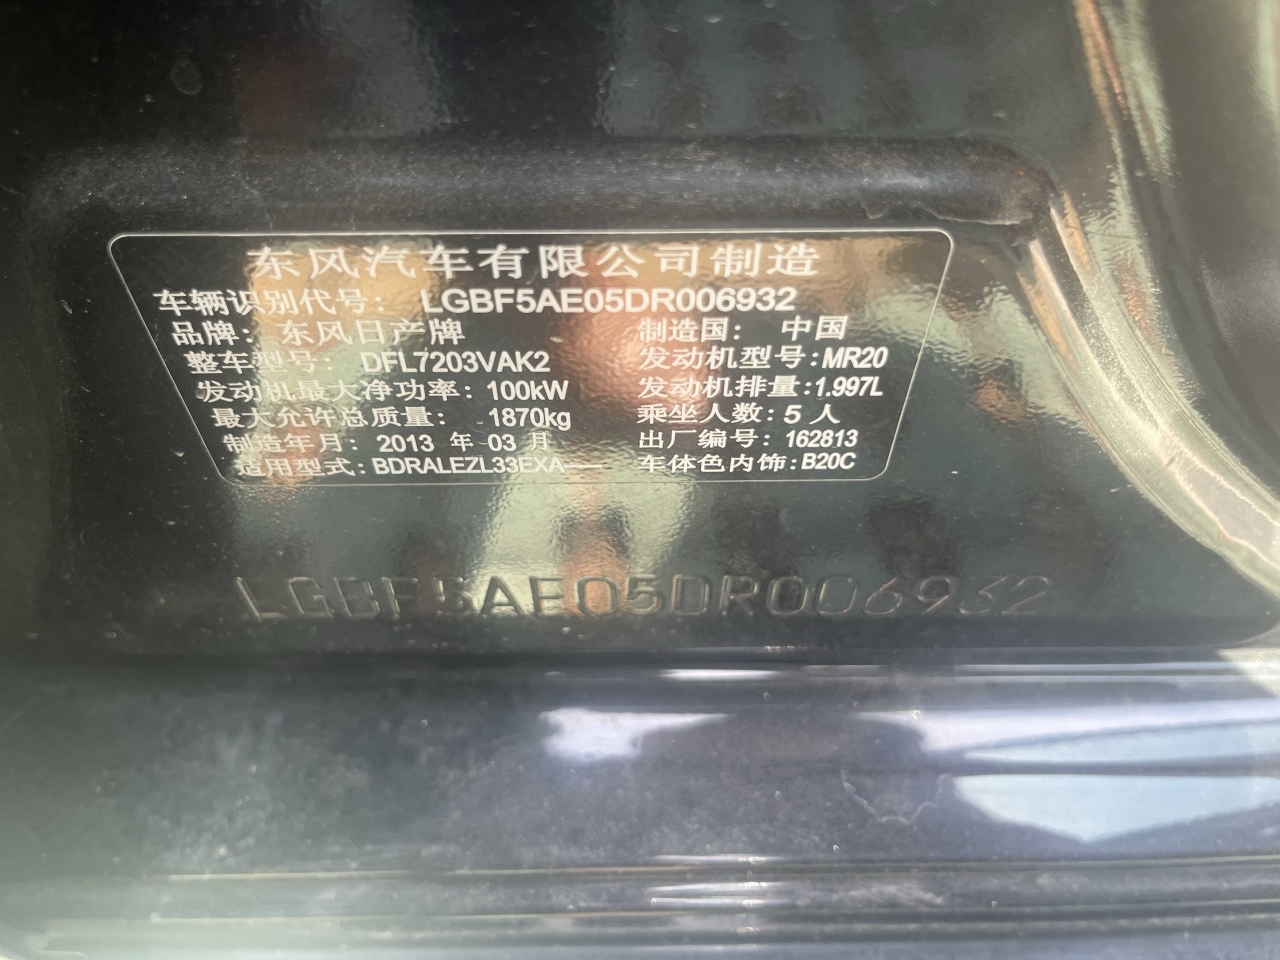 东风汽车有限公司制造
车辆识别代号： LGBF5AE05DR006932
品牌： 东风日产牌 制造国： 中国
整车型号： DFL7203VAK2 发动机型号：MR20
发动机最大净功率：100kW 发动机排量：1.997L
最大允许总质量： 1870kg 乘坐人数：5 人
制造年月： 2013 年 03 月 出厂编号：162813
适用型式：BDRALEZL33EXA—— 车体色内饰：B20C
LGBF5AE05DR006932